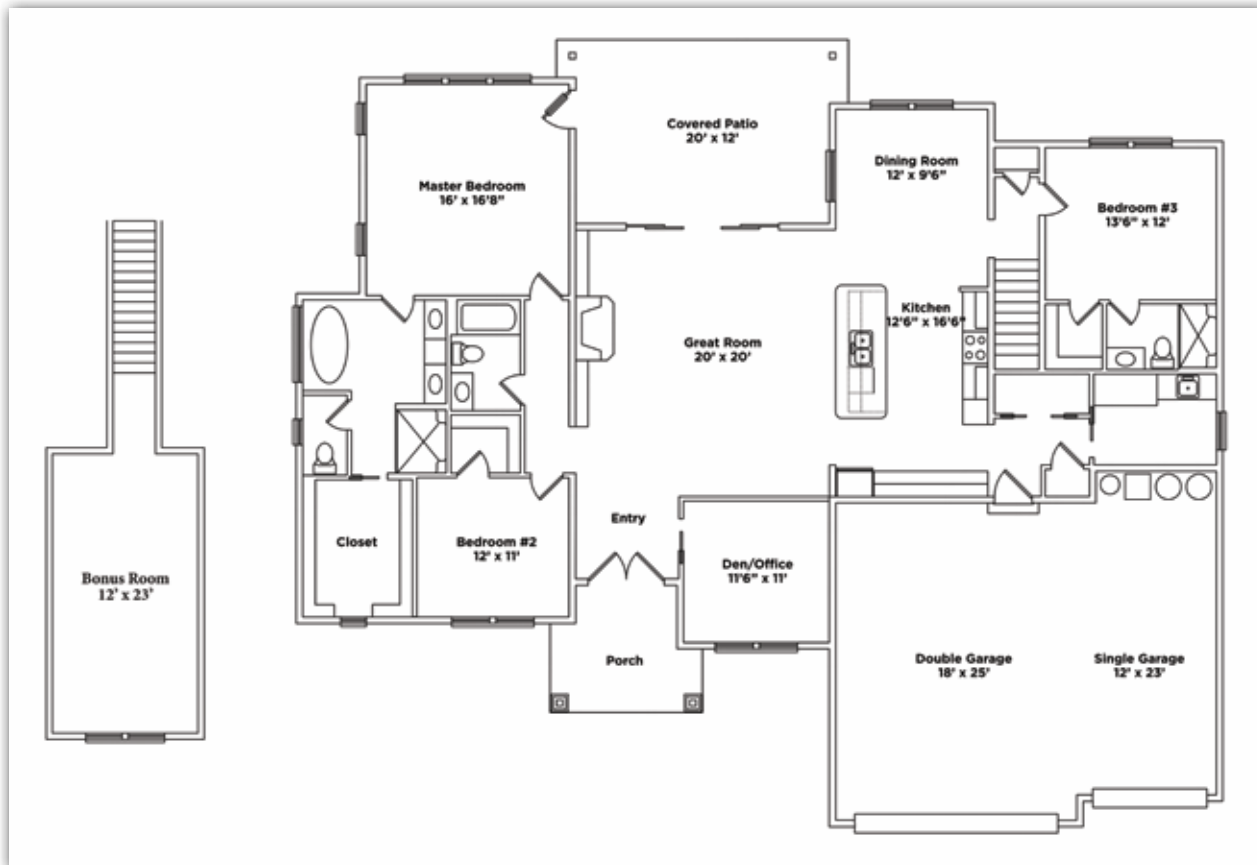 Covered Patio
20' x 12'
Dining Room
12' x 9'6”
Master Bedroom
16' x 16'8”
Bedroom #3
13'6” x 12'
Kitchen
12'6” x 16'6”
Great Room
20' x 20'
Entry
Closet
Bedroom #2
12' x 11'
Den/Office
11'6” x 11'
Bonus Room
12' x 23'
Porch
Double Garage
18' x 25'
Single Garage
12' x 23'